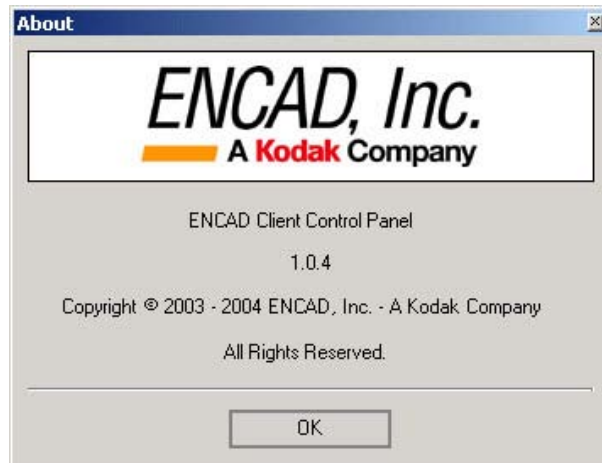 About
ENCAD, Inc.
A Kodak Company
ENCAD Client Control Panel
1.0.4
Copyright © 2003 - 2004 ENCAD, Inc. - A Kodak Company
All Rights Reserved.
OK